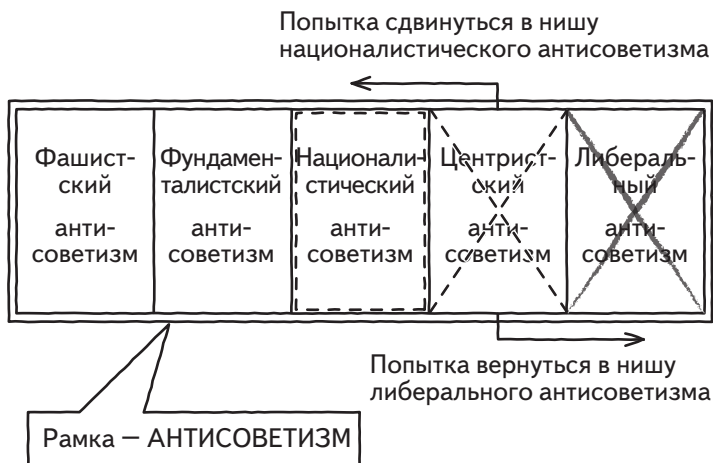 Попытка сдвинуться в нишу
националистического антисоветизма
Фашист-
ский
анти-
советизм
Фундамен-
талистский
анти-
советизм
Национали-
стический
анти-
советизм
Центрист-
ский
анти-
советизм
Либераль-
ный
анти-
советизм
Попытка вернуться в нишу
либерального антисоветизма
Рамка — АНТИСОВЕТИЗМ